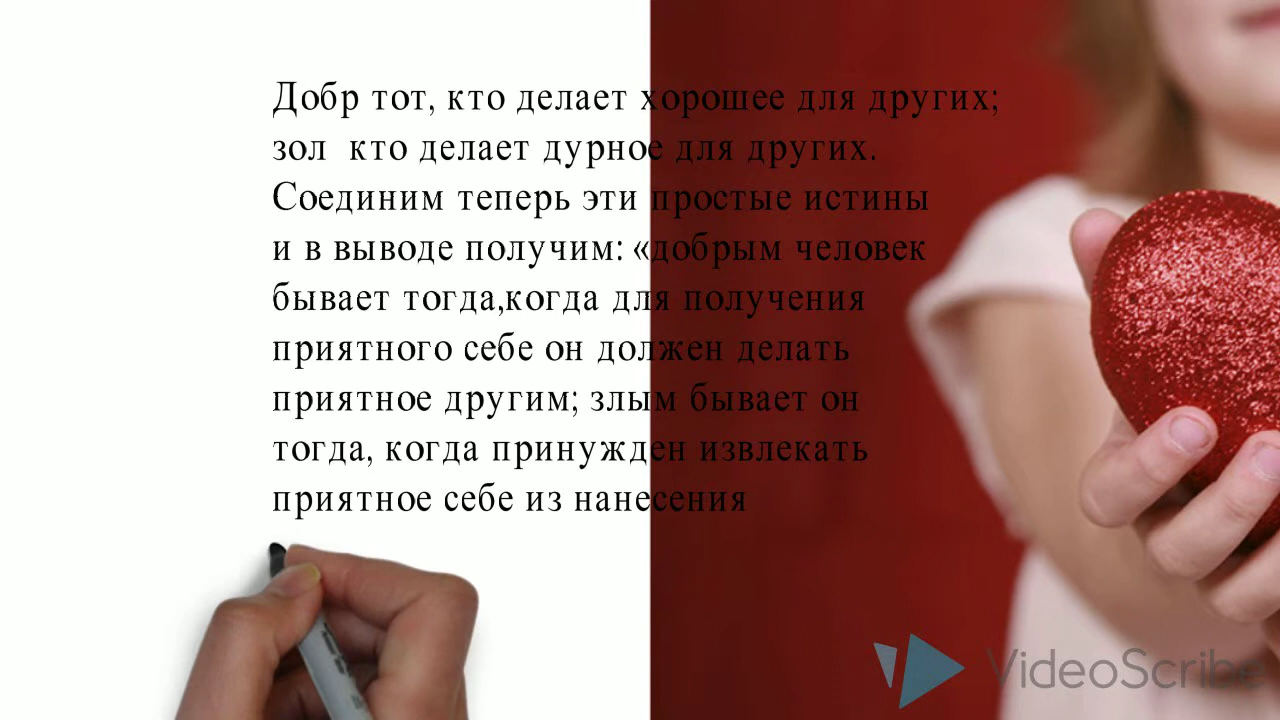 Добр тот, кто делает хорошее для других;
зол  кто делает дурное для других.
Соединим теперь эти простые истины
и в выводе получим: «добрым человек
бывает тогда,когда для получения
приятного себе он должен делать
приятное другим; злым бывает он
тогда, когда принужден извлекать
приятное себе из нанесения
VideoScribe